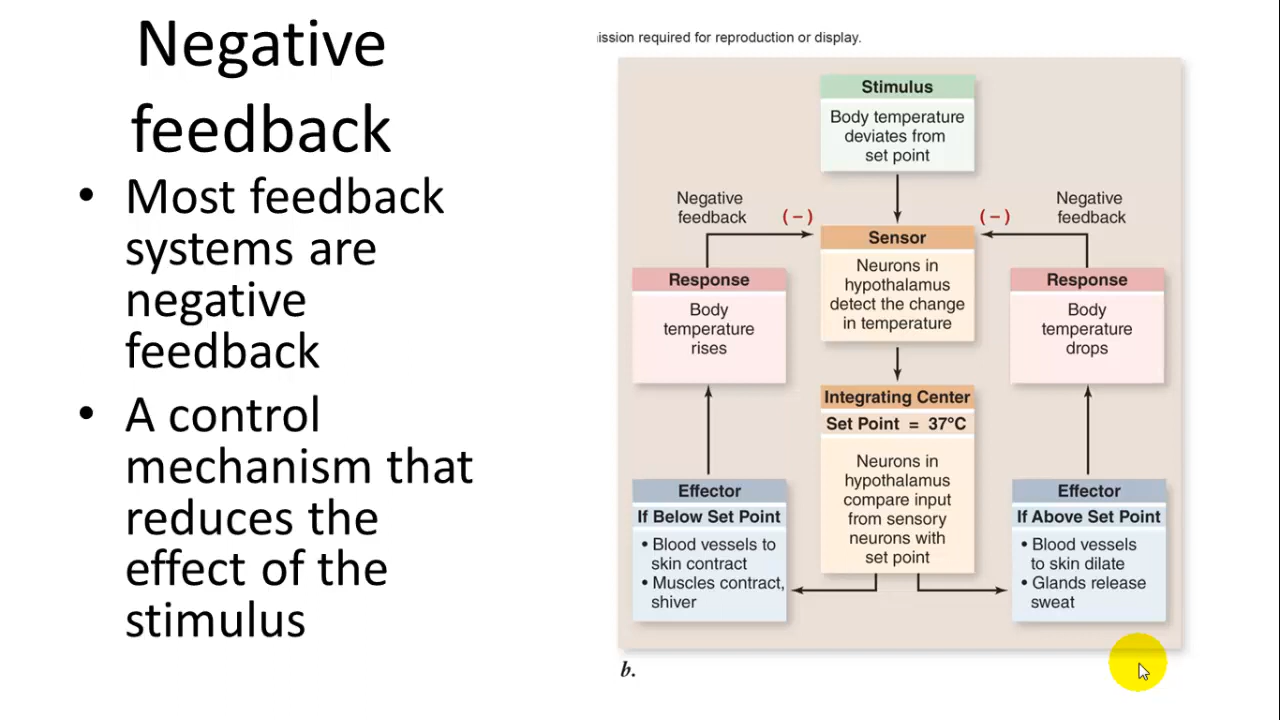 Negative
feedback
• Most feedback
systems are
negative
feedback
• A control
mechanism that
reduces the
effect of the
stimulus
ission required for reproduction or display.
Stimulus
Body temperature
deviates from
set point
Negative
feedback
(–)
(–)
Negative
feedback
Sensor
Neurons in
hypothalamus
detect the change
in temperature
Response
Body
temperature
rises
Response
Body
temperature
drops
Integrating Center
Set Point = 37°C
Neurons in
hypothalamus
compare input
from sensory
neurons with
set point
Effector
If Below Set Point
• Blood vessels to
skin contract
• Muscles contract,
shiver
Effector
If Above Set Point
• Blood vessels
to skin dilate
• Glands release
sweat
b.